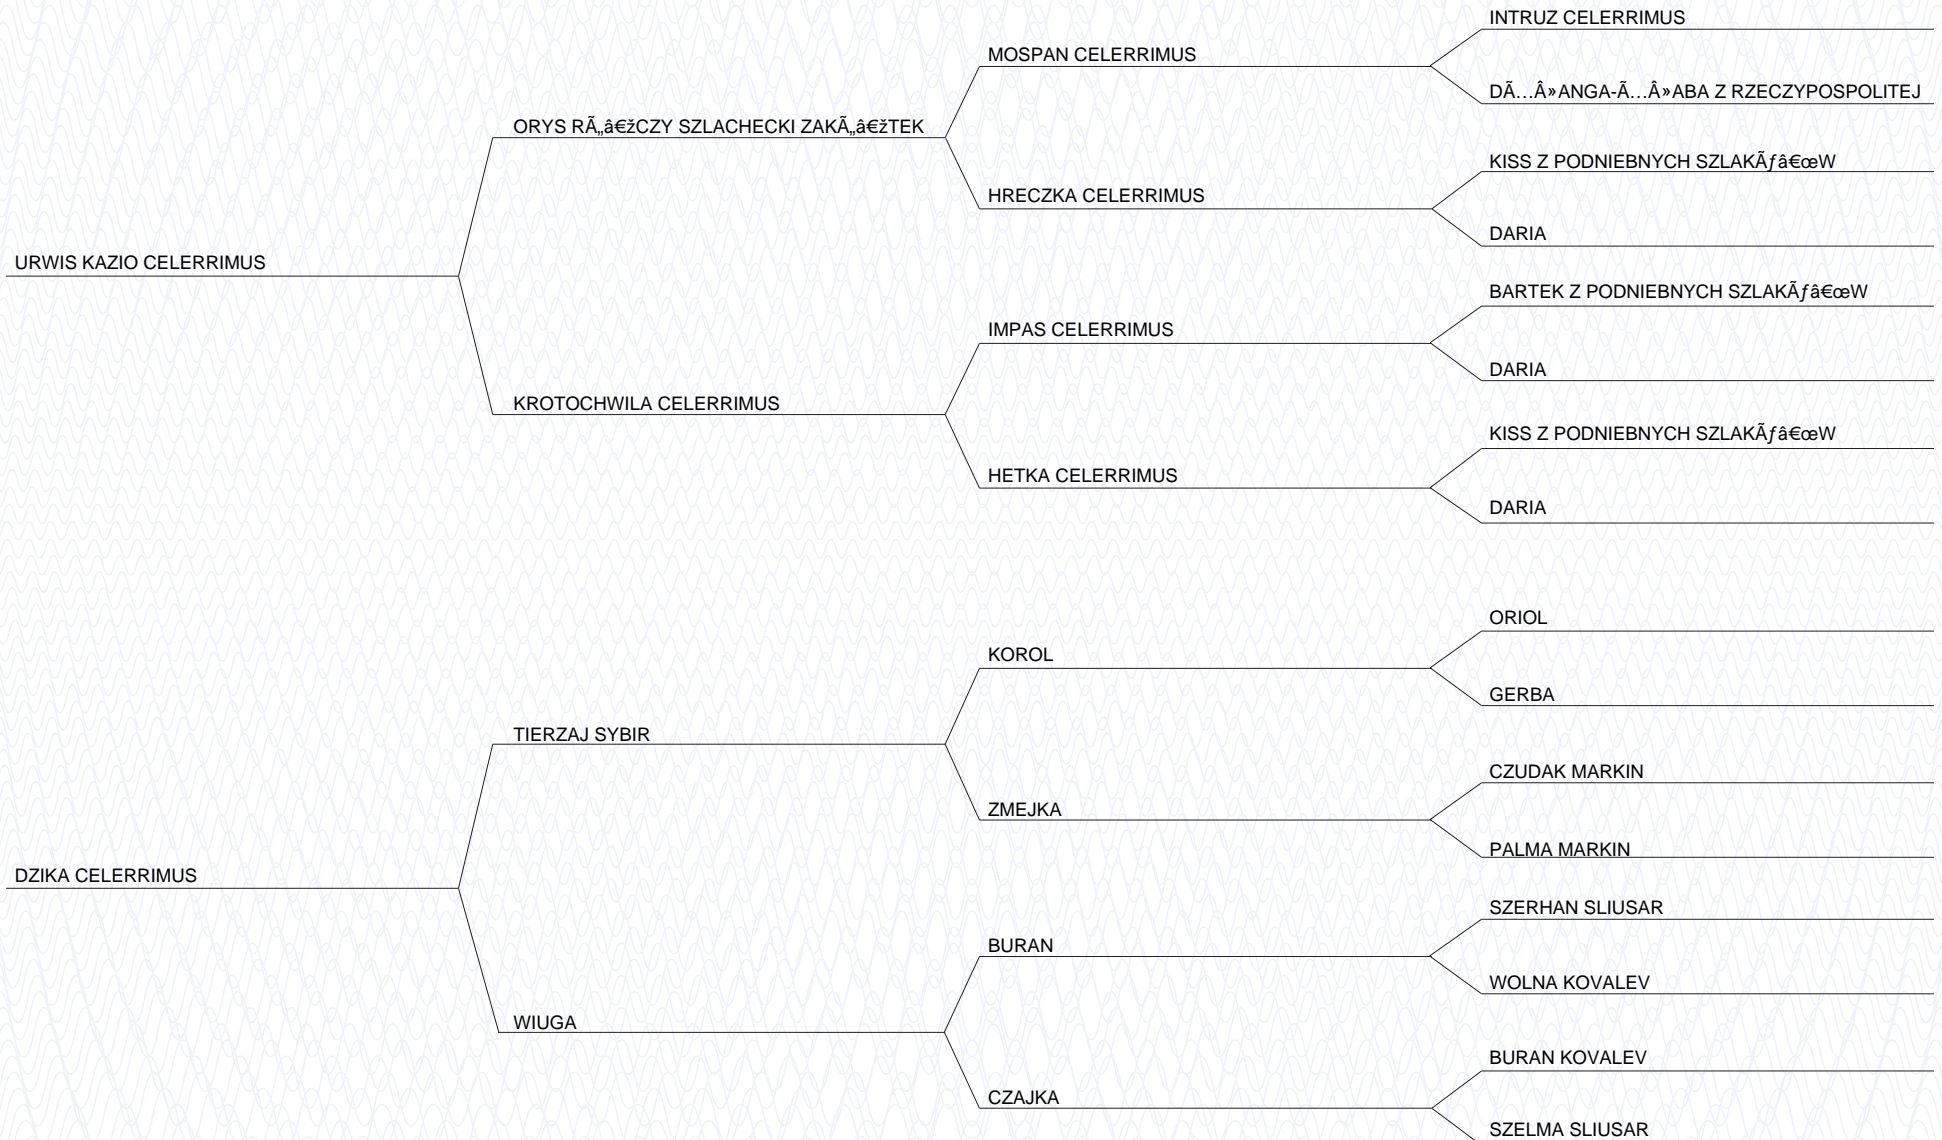 INTRUZ CELERRIMUS
MOSPAN CELERRIMUS
DÃ…Â»ANGA-Ã…Â»ABA Z RZECZYPOSPOLITEJ
ORYS RÃ„â€žCZY SZLACHECKI ZAKÃ„â€žTEK
KISS Z PODNIEBNYCH SZLAKÃƒâ€œW
HRECZKA CELERRIMUS
DARIA
URWIS KAZIO CELERRIMUS
BARTEK Z PODNIEBNYCH SZLAKÃƒâ€œW
IMPAS CELERRIMUS
DARIA
KROTOCHWILA CELERRIMUS
KISS Z PODNIEBNYCH SZLAKÃƒâ€œW
HETKA CELERRIMUS
DARIA
ORIOL
KOROL
GERBA
TIERZAJ SYBIR
CZUDAK MARKIN
ZMEJKA
PALMA MARKIN
DZIKA CELERRIMUS
SZERHAN SLIUSAR
BURAN
WOLNA KOVALEV
WIUGA
BURAN KOVALEV
CZAJKA
SZELMA SLIUSAR